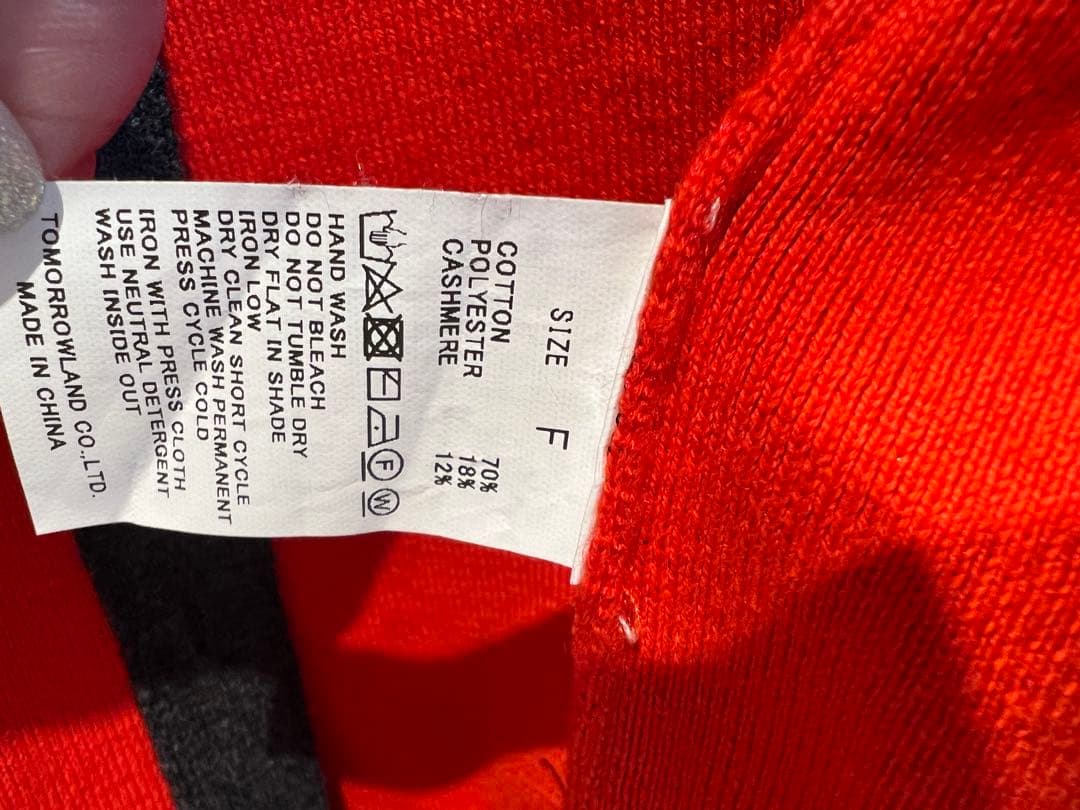 SIZE F
COTTON 70%
POLYESTER 18%
CASHMERE 12%
F W
HAND WASH
DO NOT BLEACH
DO NOT TUMBLE DRY
DRY FLAT IN SHADE
IRON LOW
DRY CLEAN SHORT CYCLE
MACHINE WASH PERMANENT
PRESS CYCLE COLD
IRON WITH PRESS CLOTH
USE NEUTRAL DETERGENT
WASH INSIDE OUT
TOMORROWLAND CO.,LTD.
MADE IN CHINA